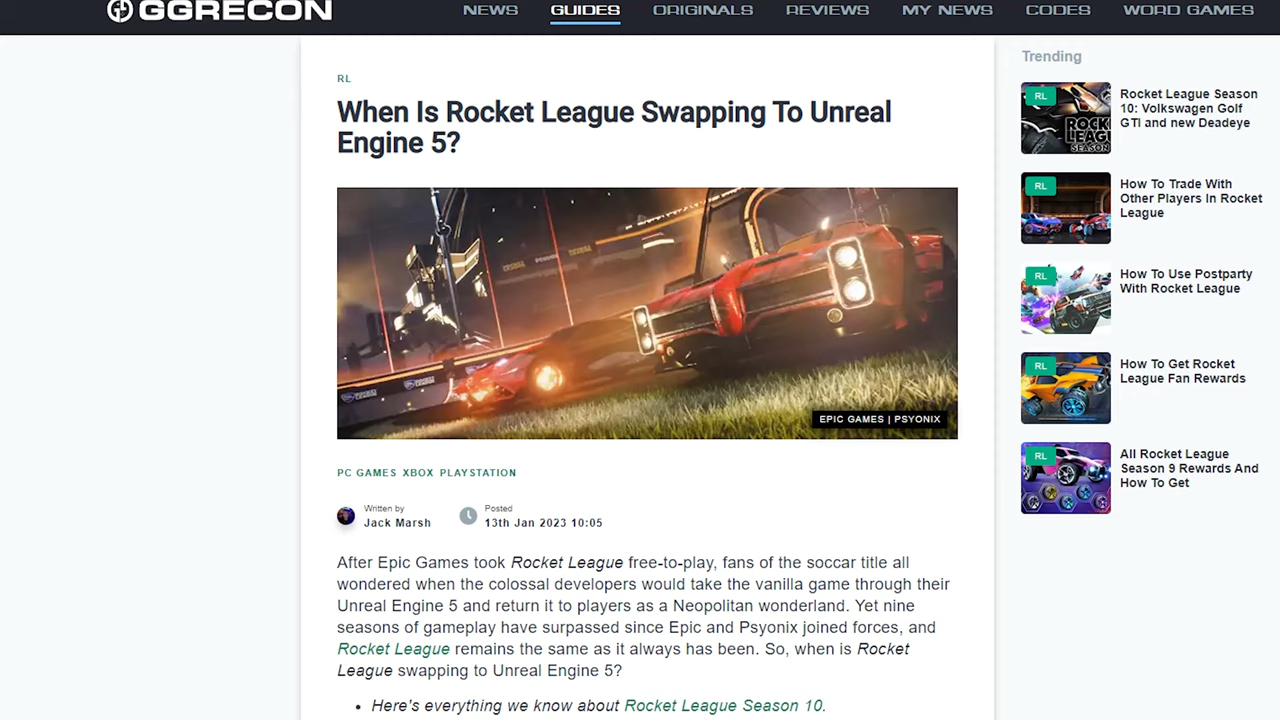 GGRECON
NEWS GUIDES ORIGINALS REVIEWS MY NEWS CODES WORD GAMES
RL
When Is Rocket League Swapping To Unreal
Engine 5?
EPIC GAMES | PSYONIX
PC GAMES XBOX PLAYSTATION
Written by
Jack Marsh
Posted
13th Jan 2023 10:05
After Epic Games took Rocket League free-to-play, fans of the soccar title all
wondered when the colossal developers would take the vanilla game through their
Unreal Engine 5 and return it to players as a Neopolitan wonderland. Yet nine
seasons of gameplay have surpassed since Epic and Psyonix joined forces, and
Rocket League remains the same as it always has been. So, when is Rocket
League swapping to Unreal Engine 5?
• Here's everything we know about Rocket League Season 10.
Trending
RL
Rocket League Season
10: Volkswagen Golf
GTI and new Deadeye
RL
How To Trade With
Other Players In Rocket
League
RL
How To Use Postparty
With Rocket League
RL
How To Get Rocket
League Fan Rewards
RL
All Rocket League
Season 9 Rewards And
How To Get